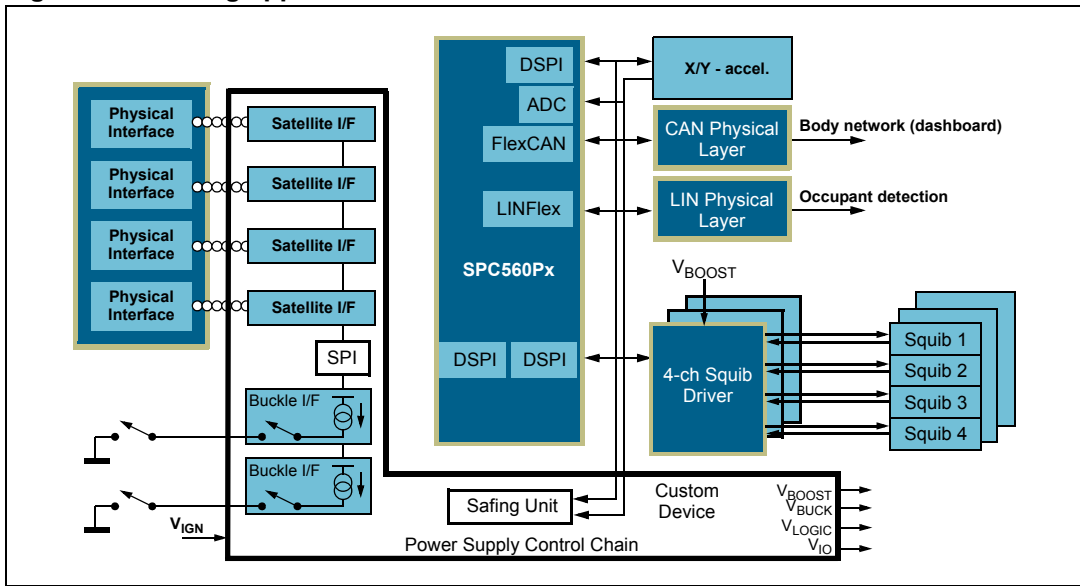 Physical
Interface
Physical
Interface
Physical
Interface
Physical
Interface
Satellite I/F
Satellite I/F
Satellite I/F
Satellite I/F
SPI
Buckle I/F
Buckle I/F
VIGN
DSPI
ADC
FlexCAN
LINFlex
SPC560Px
DSPI
DSPI
X/Y - accel.
CAN Physical
Layer
Body network (dashboard)
LIN Physical
Layer
Occupant detection
VBOOST
4-ch Squib
Driver
Squib 1
Squib 2
Squib 3
Squib 4
Safing Unit
Custom
Device
Power Supply Control Chain
VBOOST
VBUCK
VLOGIC
VIO